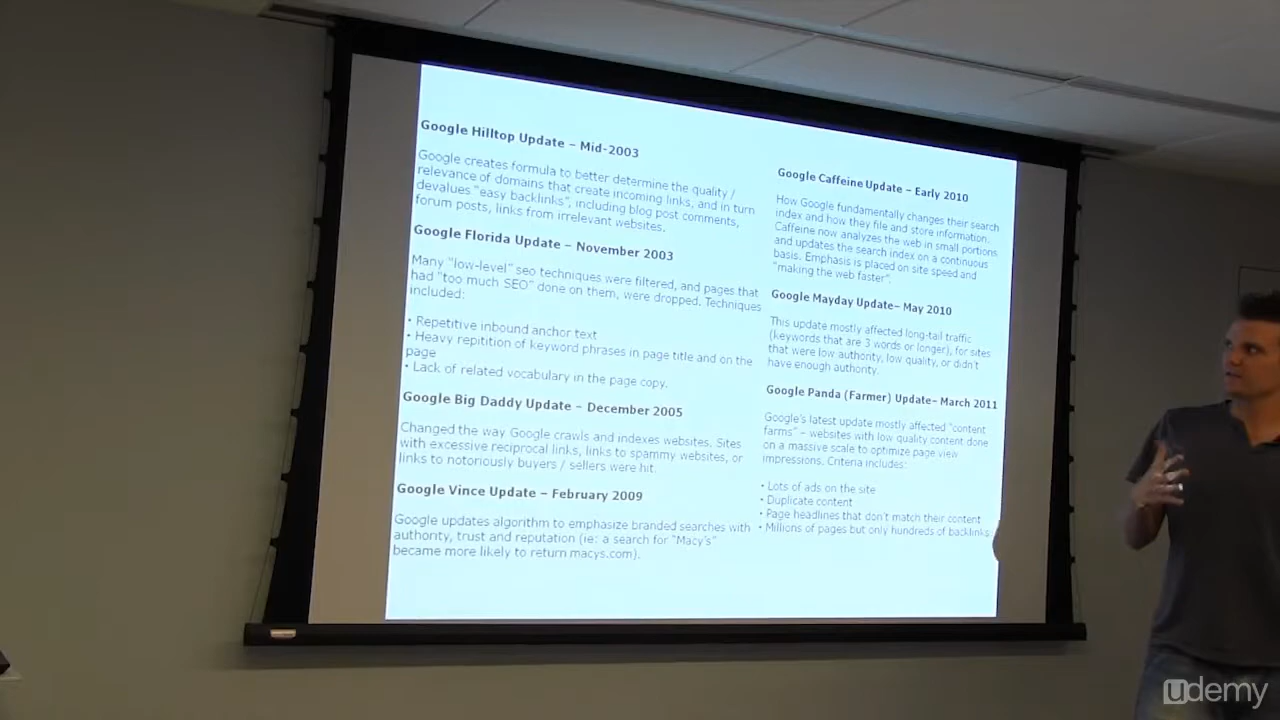 Google Hilltop Update – Mid-2003
Google creates formula to better determine the quality /
relevance of domains that create incoming links, and in turn
devalues "easy backlinks", including blog post comments,
forum posts, links from irrelevant websites.
Google Florida Update – November 2003
Many "low-level" seo techniques were filtered, and pages that
had "too much SEO" done on them, were dropped. Techniques
included:
• Repetitive inbound anchor text
• Heavy repitition of keyword phrases in page title and on the
page
• Lack of related vocabulary in the page copy.
Google Big Daddy Update – December 2005
Changed the way Google crawls and indexes websites. Sites
with excessive reciprocal links, links to spammy websites, or
links to notoriously buyers / sellers were hit.
Google Vince Update – February 2009
Google updates algorithm to emphasize branded searches with
authority, trust and reputation (ie: a search for "Macy's"
became more likely to return macys.com).
Google Caffeine Update – Early 2010
How Google fundamentally changes their search
index and how they file and store information.
Caffeine now analyzes the web in small portions
and updates the search index on a continuous
basis. Emphasis is placed on site speed and
"making the web faster".
Google Mayday Update– May 2010
This update mostly affected long-tail traffic
(keywords that are 3 words or longer), for sites
that were low authority, low quality, or didn't
have enough authority.
Google Panda (Farmer) Update– March 2011
Google's latest update mostly affected "content
farms" – websites with low quality content done
on a massive scale to optimize page view
impressions. Criteria includes:
• Lots of ads on the site
• Duplicate content
• Page headlines that don't match their content
• Millions of pages but only hundreds of backlinks
udemy